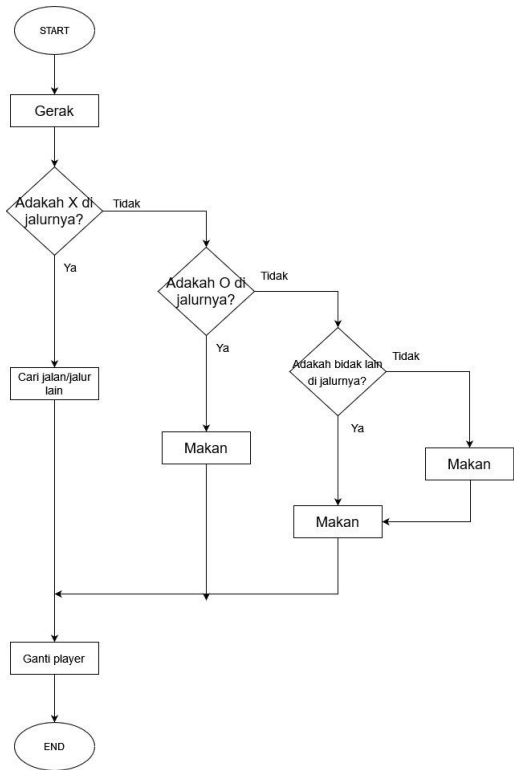 START
Gerak
Adakah X di
jalurnya?
Tidak
Ya
Adakah O di
jalurnya?
Tidak
Ya
Adakah bidak lain
di jalurnya?
Tidak
Ya
Cari jalan/jalur
lain
Makan
Makan
Makan
Ganti player
END